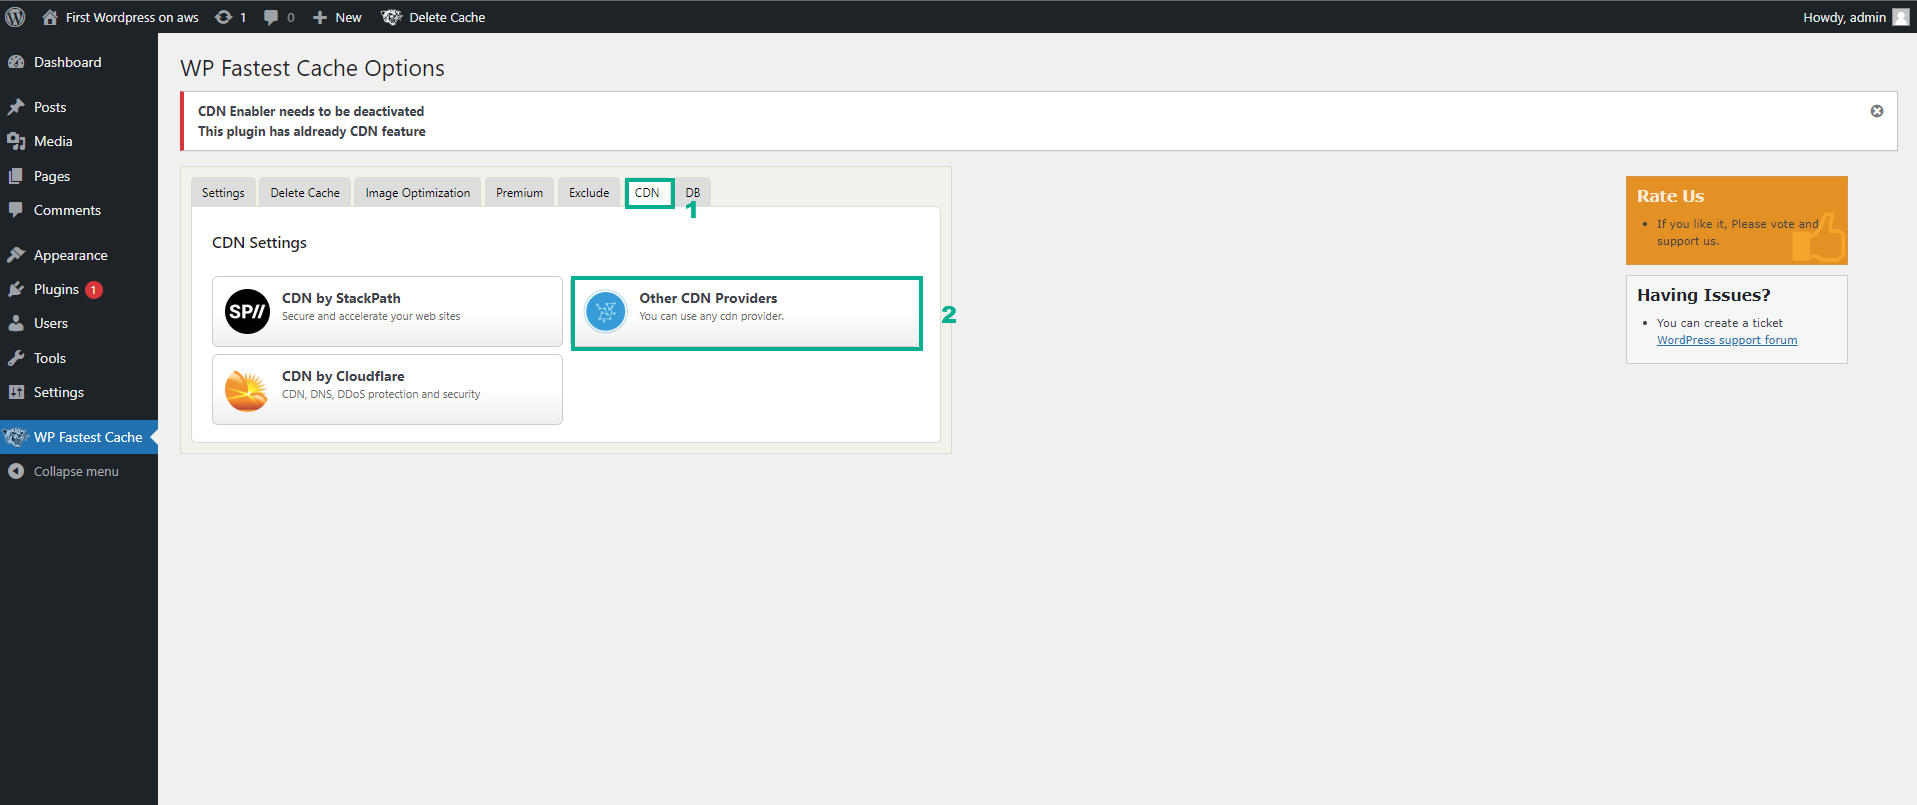 First Wordpress on aws
1
0
New
Delete Cache
Howdy, admin
Dashboard
Posts
Media
Pages
Comments
Appearance
Plugins 1
Users
Tools
Settings
WP Fastest Cache
Collapse menu
WP Fastest Cache Options
CDN Enabler needs to be deactivated
This plugin has aldready CDN feature
Settings
Delete Cache
Image Optimization
Premium
Exclude
CDN
DB
1
CDN Settings
SP//
CDN by StackPath
Secure and accelerate your web sites
Other CDN Providers
You can use any cdn provider.
2
CDN by Cloudflare
CDN, DNS, DDoS protection and security
Rate Us
If you like it, Please vote and
support us.
Having Issues?
You can create a ticket
WordPress support forum